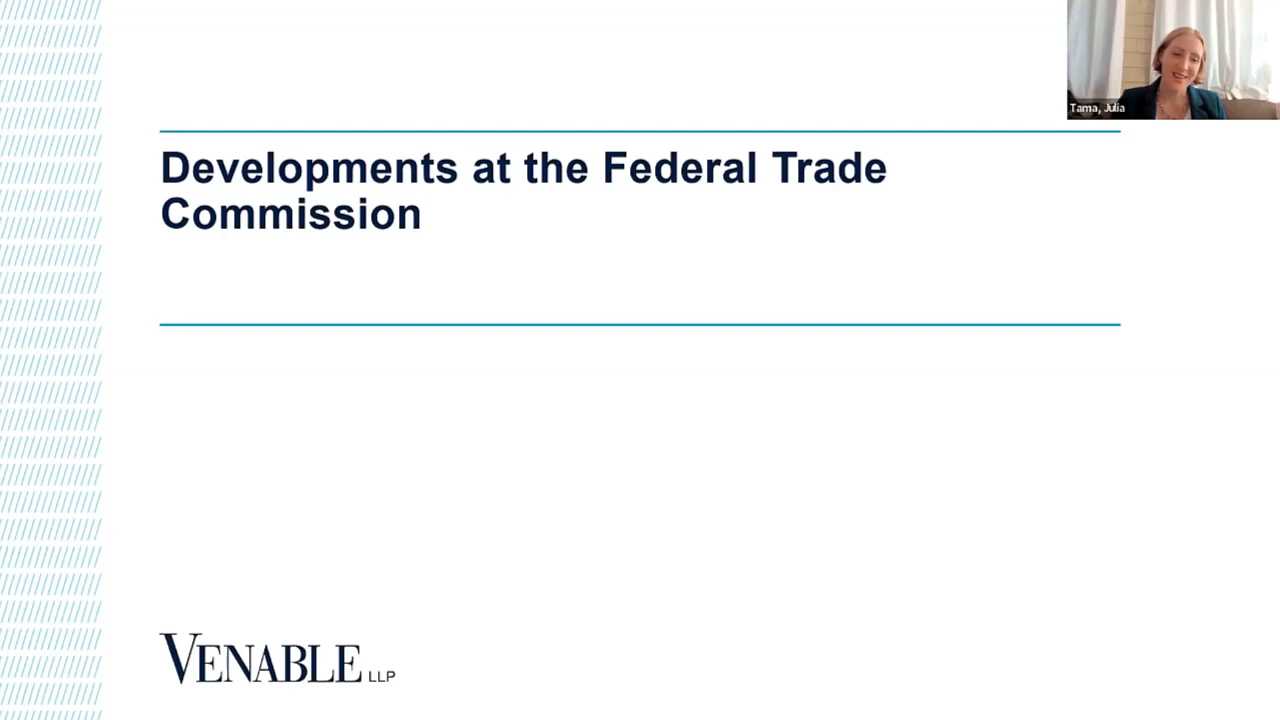 Tama, Julia
Developments at the Federal Trade
Commission
VENABLE LLP